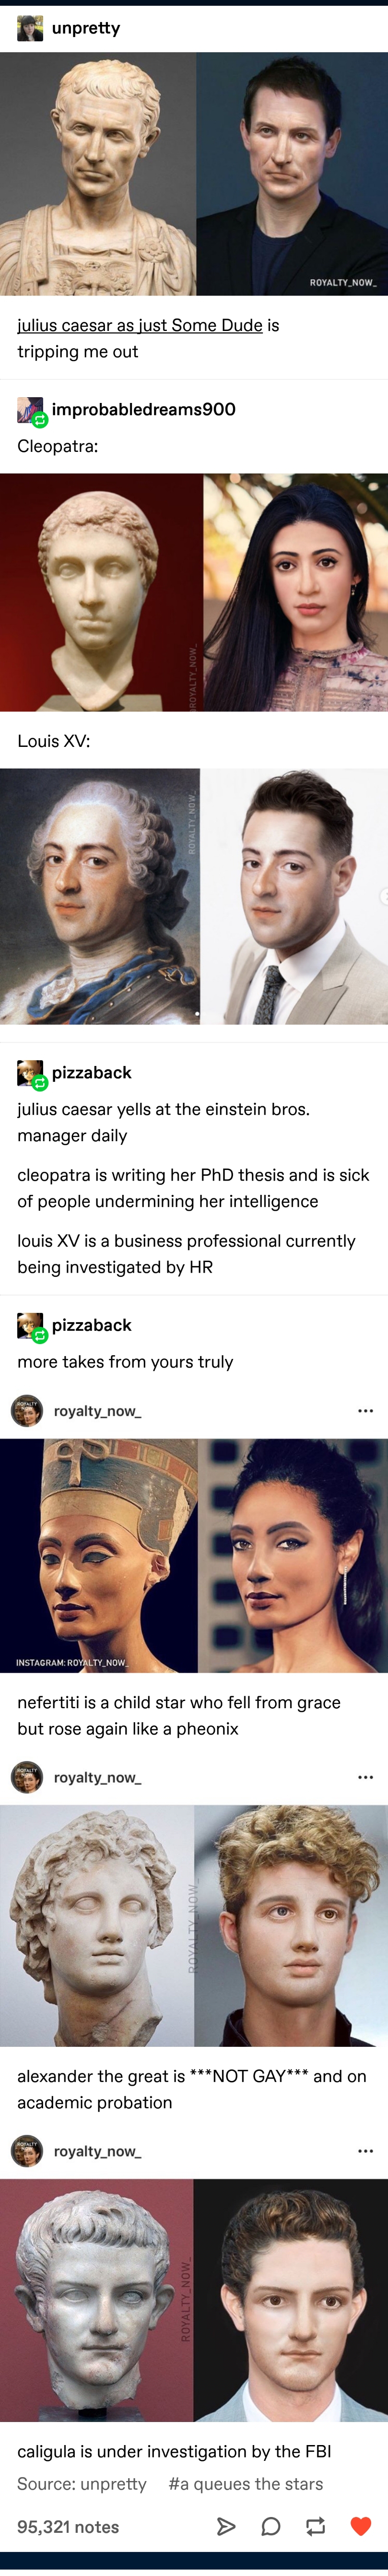 unpretty
ROYALTY_NOW_
julius caesar as just Some Dude is
tripping me out
improbabledreams900
Cleopatra:
@ROYALTY_NOW_
Louis XV:
ROYALTY_NOW_
pizzaback
julius caesar yells at the einstein bros.
manager daily
cleopatra is writing her PhD thesis and is sick
of people undermining her intelligence
louis XV is a business professional currently
being investigated by HR
pizzaback
more takes from yours truly
ROYALTY
royalty_now_
INSTAGRAM: ROYALTY_NOW_
nefertiti is a child star who fell from grace
but rose again like a pheonix
ROYALTY
royalty_now_
ROYALTY_NOW_
alexander the great is ***NOT GAY*** and on
academic probation
ROYALTY
royalty_now_
ROYALTY_NOW_
caligula is under investigation by the FBI
Source: unpretty #a queues the stars
95,321 notes